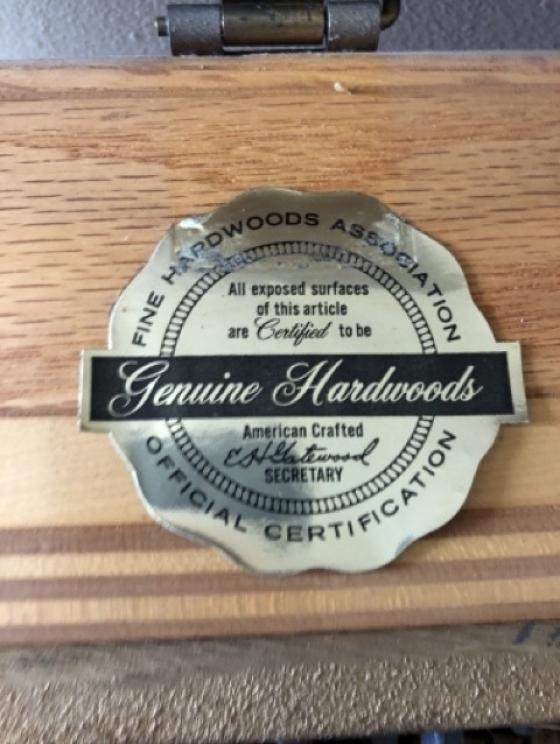 FINE HARDWOODS ASSOCIATION
All exposed surfaces
of this article
are Certified to be
Genuine Hardwoods
American Crafted
E H Gatewood
SECRETARY
OFFICIAL CERTIFICATION